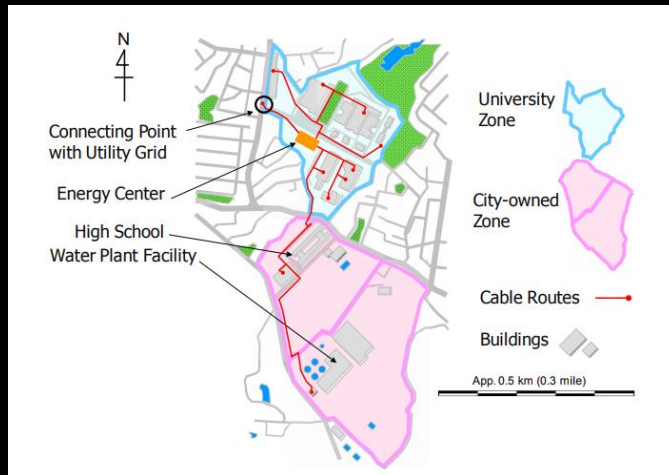 N
Connecting Point
with Utility Grid
Energy Center
High School
Water Plant Facility
University
Zone
City-owned
Zone
Cable Routes
Buildings
App. 0.5 km (0.3 mile)